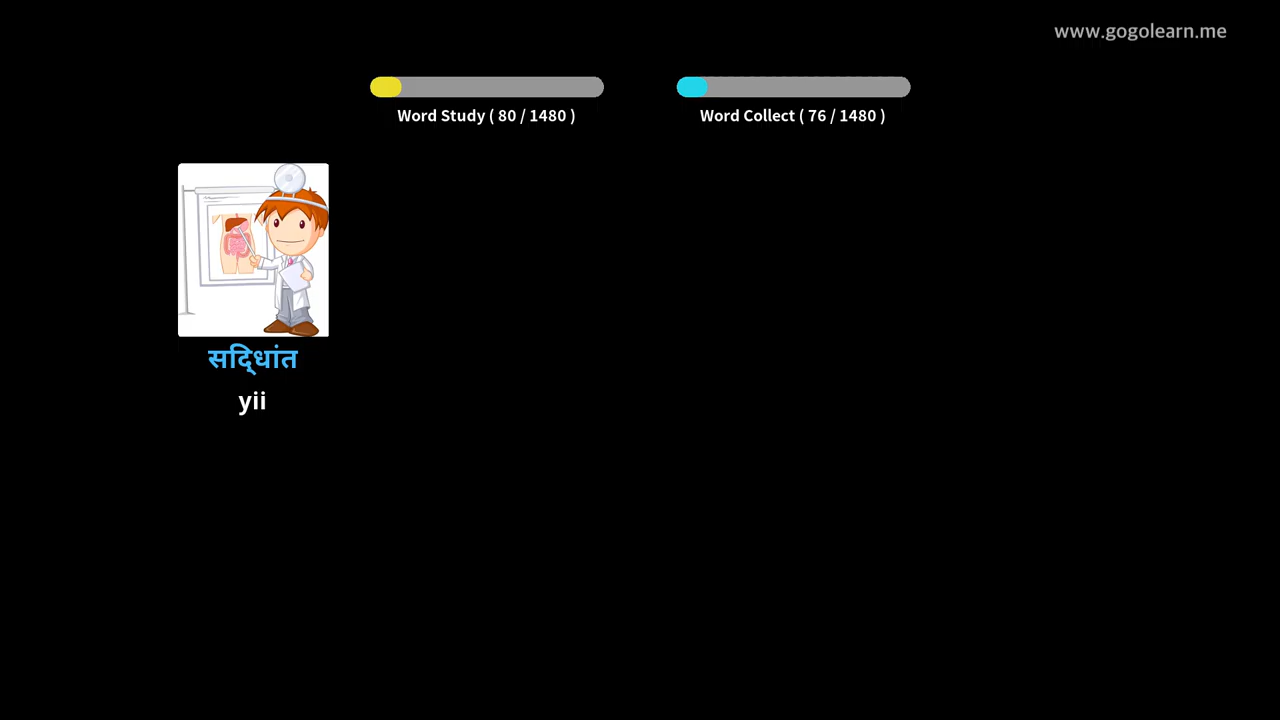 www.gogolearn.me
Word Study ( 80 / 1480 )
Word Collect ( 76 / 1480 )
सद्धिांत
yii